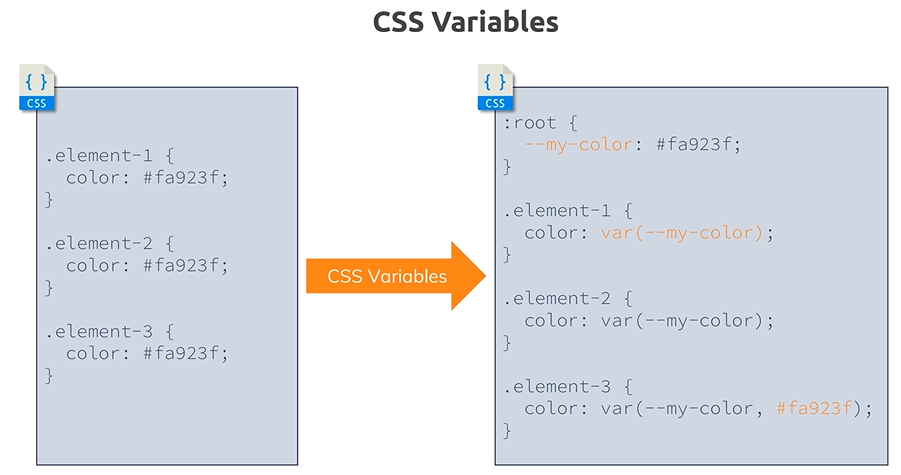 CSS Variables
{ }
CSS
.element-1 {
  color: #fa923f;
}
.element-2 {
  color: #fa923f;
}
.element-3 {
  color: #fa923f;
}
CSS Variables
{ }
CSS
:root {
  --my-color: #fa923f;
}
.element-1 {
  color: var(--my-color);
}
.element-2 {
  color: var(--my-color);
}
.element-3 {
  color: var(--my-color, #fa923f);
}